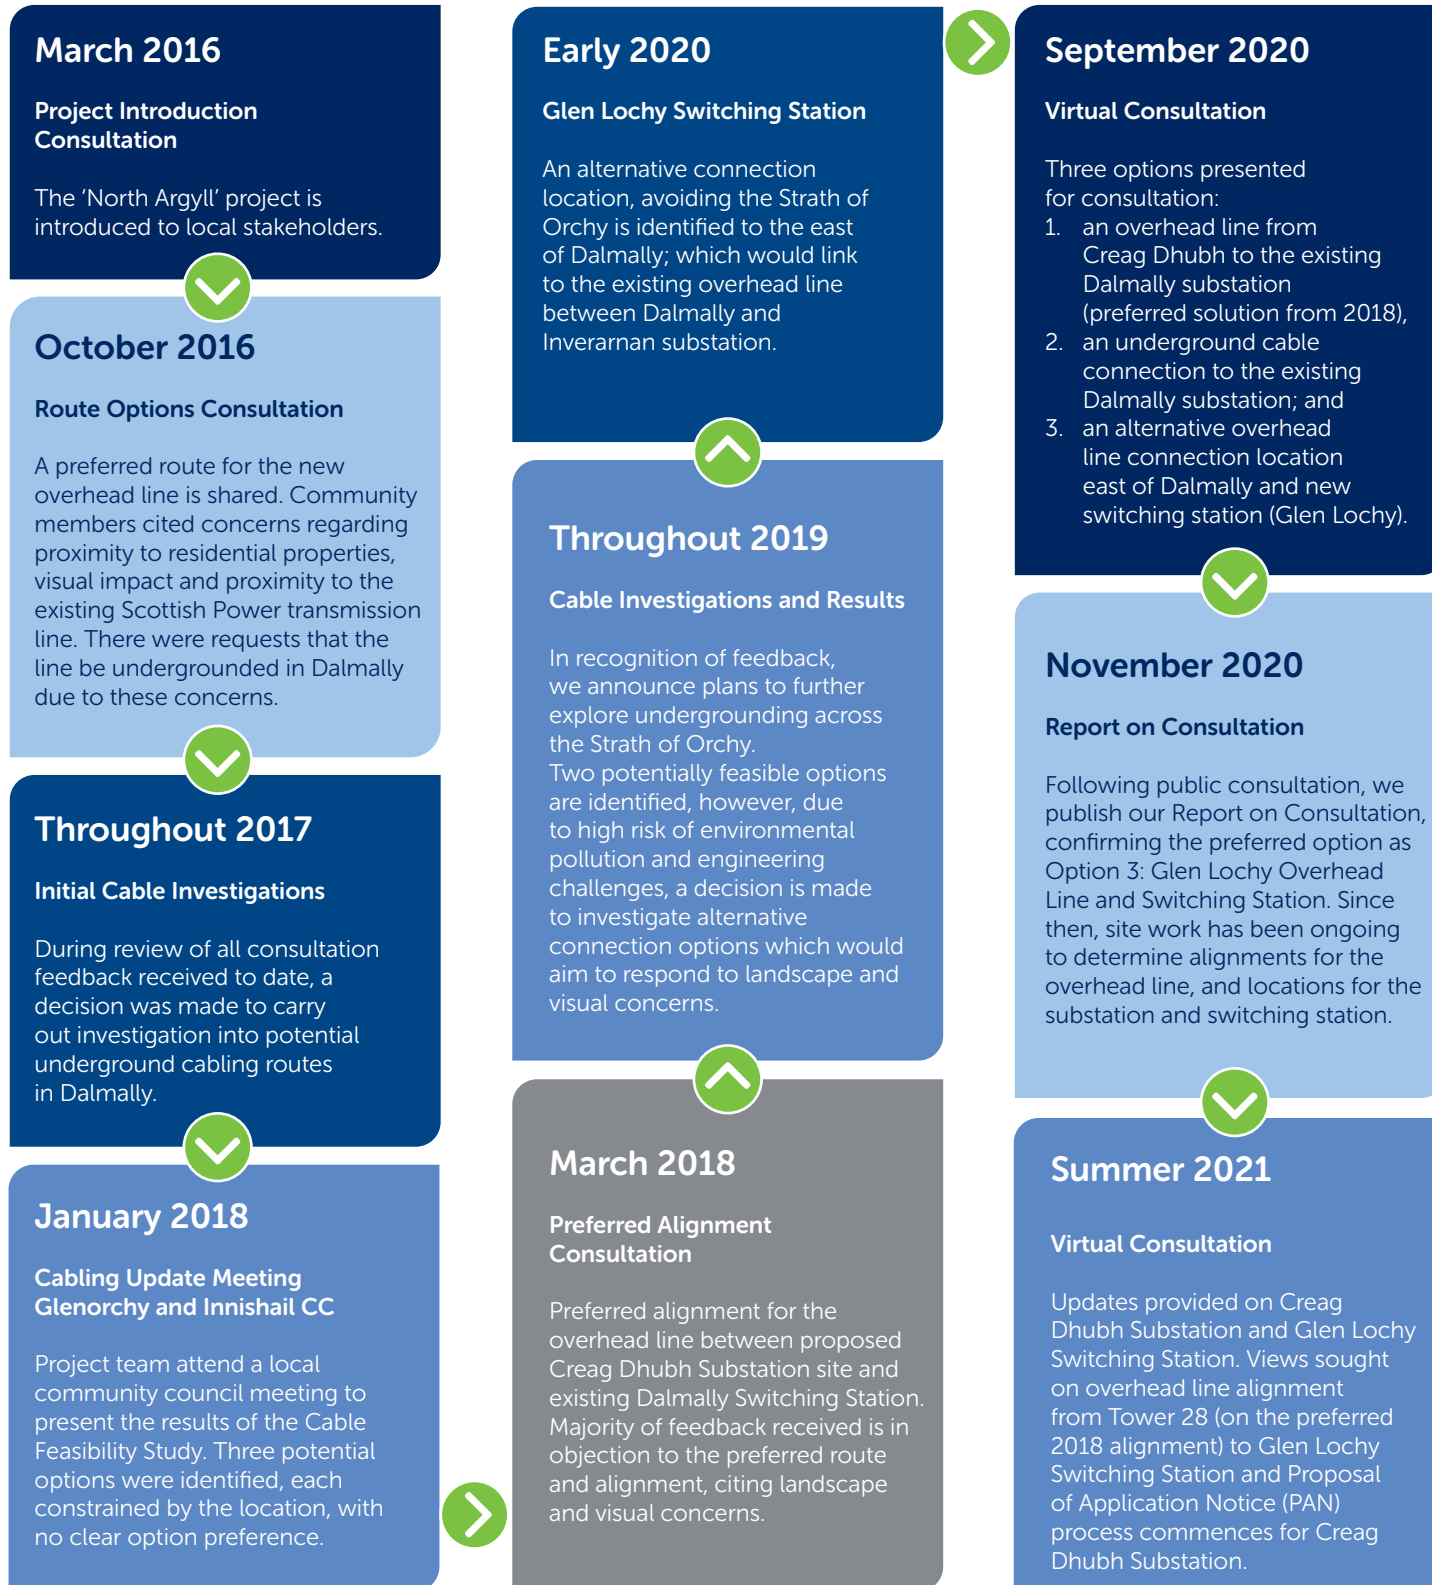 March 2016
Project Introduction
Consultation
The ‘North Argyll’ project is
introduced to local stakeholders.
October 2016
Route Options Consultation
A preferred route for the new
overhead line is shared. Community
members cited concerns regarding
proximity to residential properties,
visual impact and proximity to the
existing Scottish Power transmission
line. There were requests that the
line be undergrounded in Dalmally
due to these concerns.
Throughout 2017
Initial Cable Investigations
During review of all consultation
feedback received to date, a
decision was made to carry
out investigation into potential
underground cabling routes
in Dalmally.
January 2018
Cabling Update Meeting
Glenorchy and Innishail CC
Project team attend a local
community council meeting to
present the results of the Cable
Feasibility Study. Three potential
options were identified, each
constrained by the location, with
no clear option preference.
March 2018
Preferred Alignment
Consultation
Preferred alignment for the
overhead line between proposed
Creag Dhubh Substation site and
existing Dalmally Switching Station.
Majority of feedback received is in
objection to the preferred route
and alignment, citing landscape
and visual concerns.
Throughout 2019
Cable Investigations and Results
In recognition of feedback,
we announce plans to further
explore undergrounding across
the Strath of Orchy.
Two potentially feasible options
are identified, however, due
to high risk of environmental
pollution and engineering
challenges, a decision is made
to investigate alternative
connection options which would
aim to respond to landscape and
visual concerns.
Early 2020
Glen Lochy Switching Station
An alternative connection
location, avoiding the Strath of
Orchy is identified to the east
of Dalmally; which would link
to the existing overhead line
between Dalmally and
Inverarnan substation.
September 2020
Virtual Consultation
Three options presented
for consultation:
1. an overhead line from
Creag Dhubh to the existing
Dalmally substation
(preferred solution from 2018),
2. an underground cable
connection to the existing
Dalmally substation; and
3. an alternative overhead
line connection location
east of Dalmally and new
switching station (Glen Lochy).
November 2020
Report on Consultation
Following public consultation, we
publish our Report on Consultation,
confirming the preferred option as
Option 3: Glen Lochy Overhead
Line and Switching Station. Since
then, site work has been ongoing
to determine alignments for the
overhead line, and locations for the
substation and switching station.
Summer 2021
Virtual Consultation
Updates provided on Creag
Dhubh Substation and Glen Lochy
Switching Station. Views sought
on overhead line alignment
from Tower 28 (on the preferred
2018 alignment) to Glen Lochy
Switching Station and Proposal
of Application Notice (PAN)
process commences for Creag
Dhubh Substation.